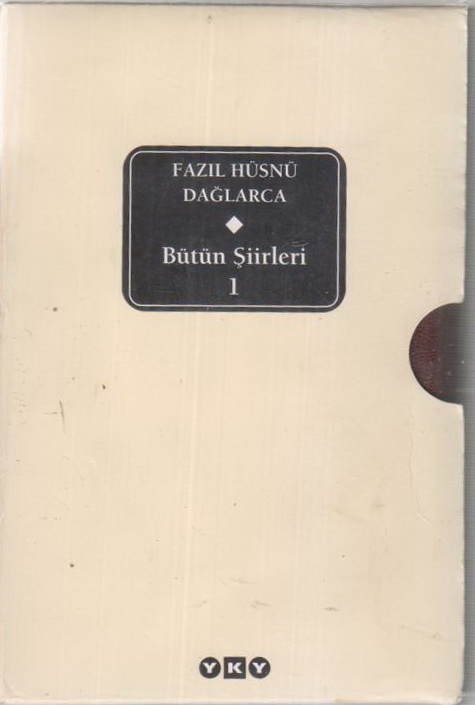 FAZIL HÜSNÜ
DAĞLARCA
Bütün Şiirleri
1
YKY